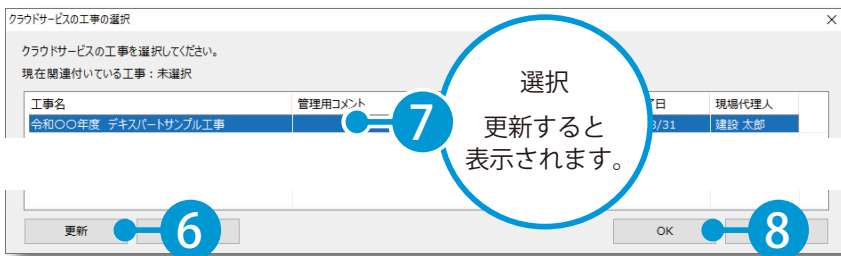 クラウドサービスの工事の選択
クラウドサービスの工事を選択してください。
現在関連付いている工事：未選択
工事名 管理用コメント 日 現場代理人
令和〇〇年度 デキスパートサンプル工事 /31 建設 太郎
選択
更新すると
表示されます。
7
更新
6
OK
8